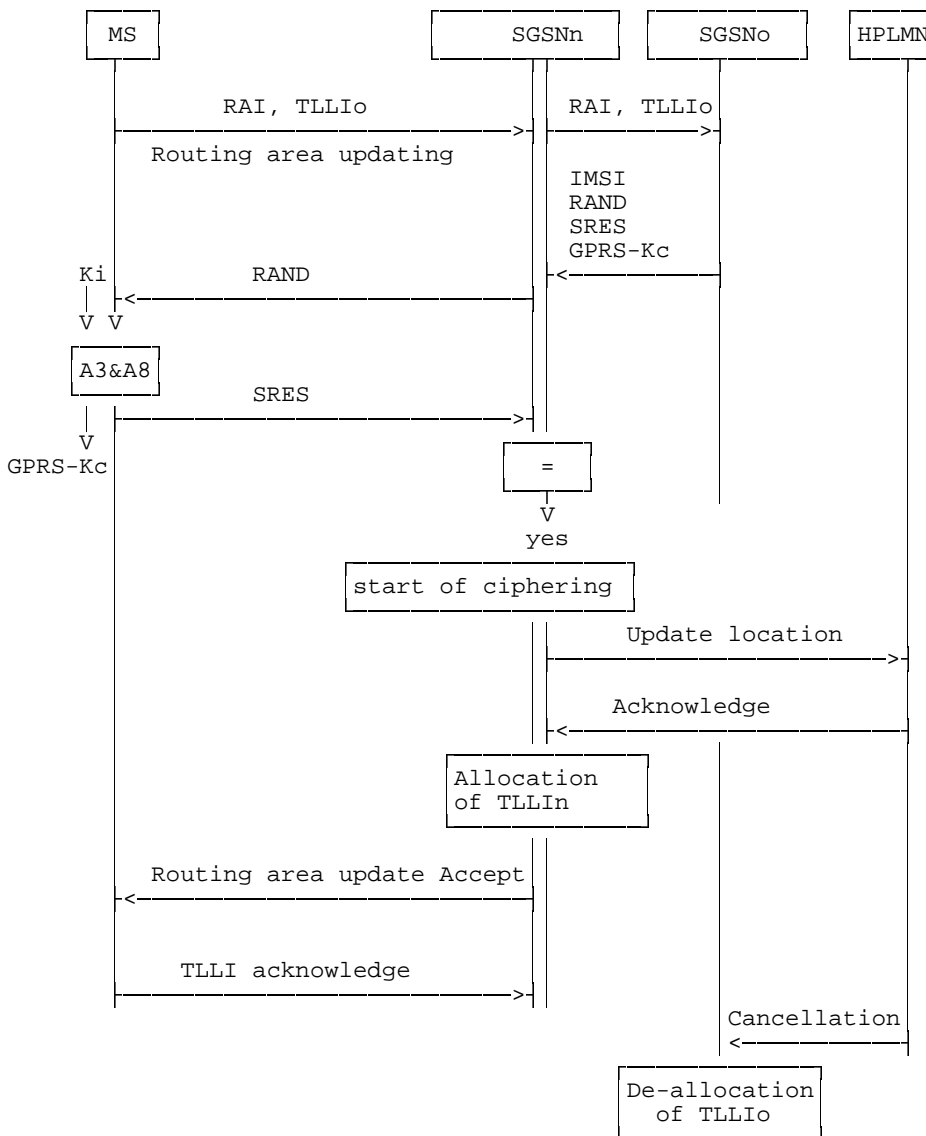 MS SGSNn SGSNo HPLMN
RAI, TLLIo RAI, TLLIo
Routing area updating
IMSI
RAND
SRES
GPRS-Kc
Ki RAND
V V
A3&A8
SRES
V
GPRS-Kc
=
V
yes
start of ciphering
Update location
Acknowledge
Allocation
of TLLIn
Routing area update Accept
TLLI acknowledge
Cancellation
De-allocation
of TLLIo